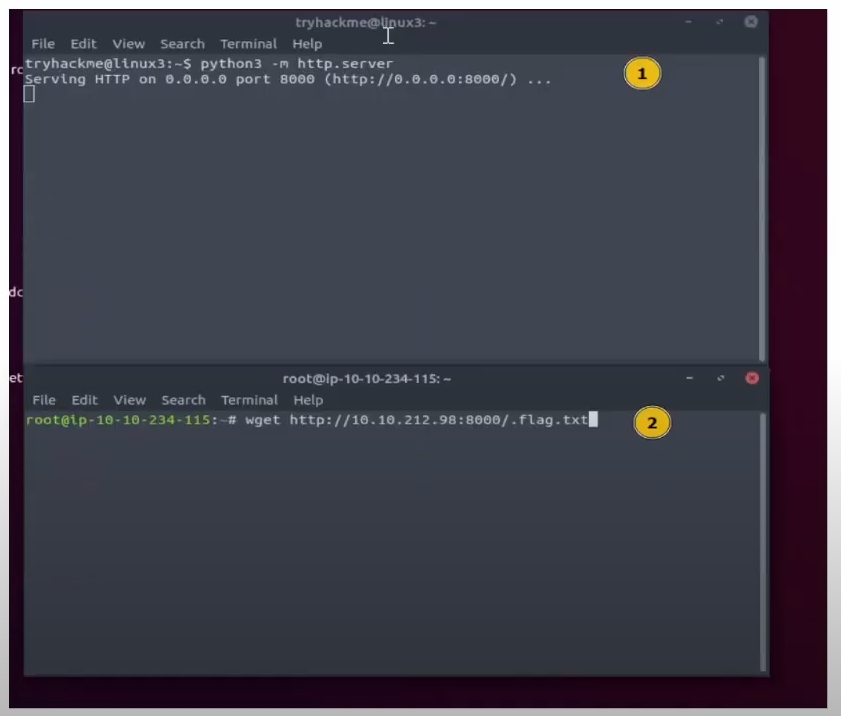 tryhackme@linux3: ~
File Edit View Search Terminal Help
tryhackme@linux3:~$ python3 -m http.server
Serving HTTP on 0.0.0.0 port 8000 (http://0.0.0.0:8000/) ...
1
root@ip-10-10-234-115: ~
File Edit View Search Terminal Help
root@ip-10-10-234-115:~# wget http://10.10.212.98:8000/.flag.txt
2